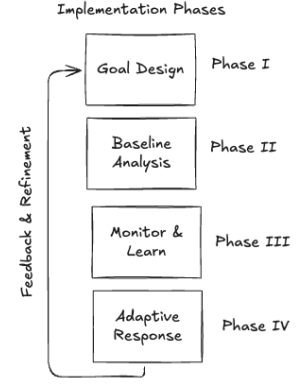 Implementation Phases
Goal Design
Phase I
Baseline
Analysis
Phase II
Monitor &
Learn
Phase III
Adaptive
Response
Phase IV
Feedback & Refinement